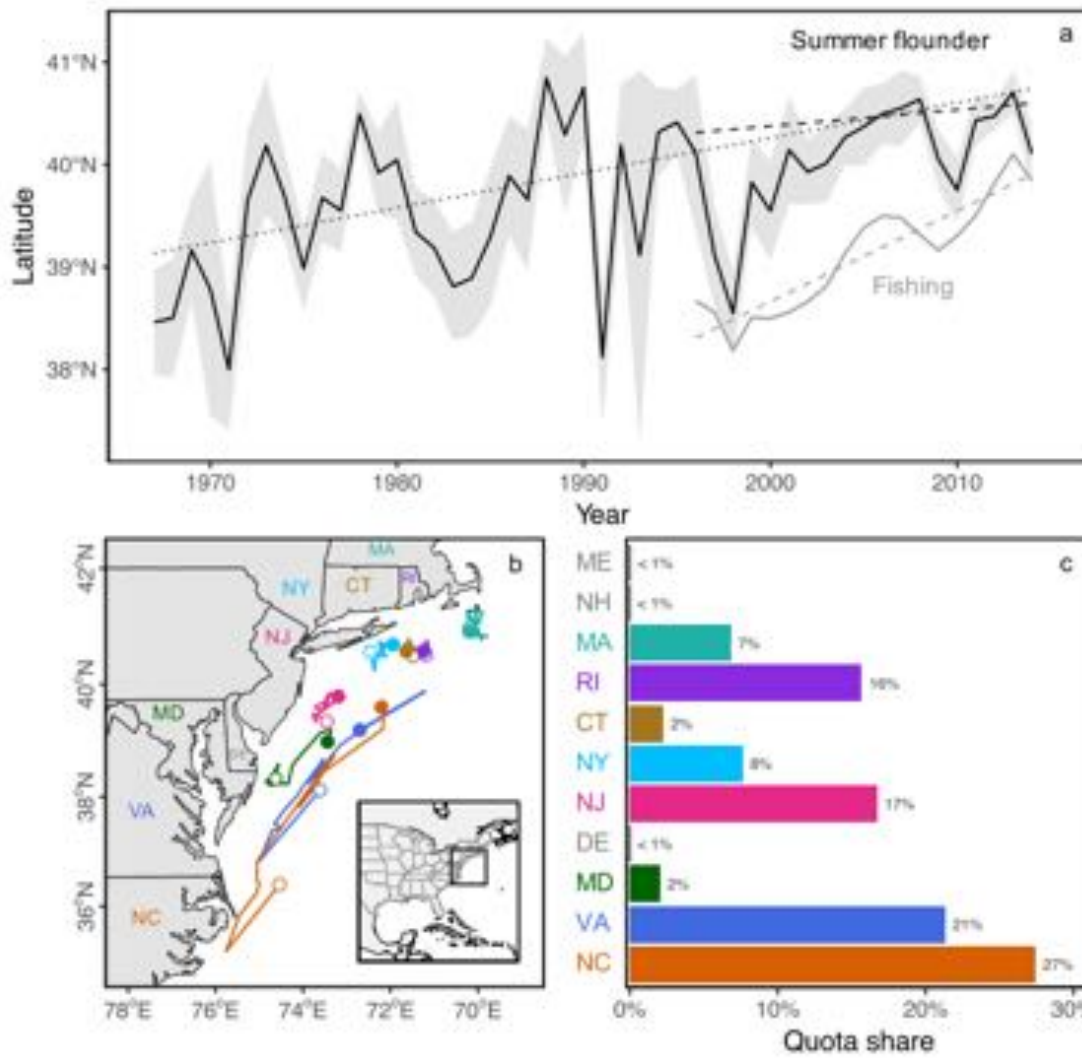 Summer flounder
a
41°N
40°N
39°N
38°N
Latitude
Fishing
1970
1980
1990
2000
2010
Year
b
42°N
40°N
38°N
36°N
MA
NY
CT
RI
NJ
MD
DE
VA
NC
78°E
76°E
74°E
72°E
70°E
c
ME < 1%
NH < 1%
MA 7%
RI 16%
CT 2%
NY 8%
NJ 17%
DE < 1%
MD 2%
VA 21%
NC 27%
0%
10%
20%
30%
Quota share